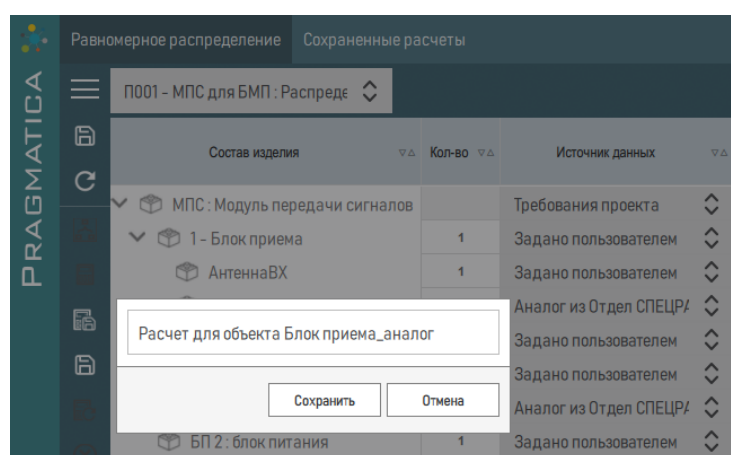 PRAGMATICA
Равномерное распределение Сохраненные расчеты
П001 - МПС для БМП : Распреде
Состав изделия Кол-во Источник данных
МПС : Модуль передачи сигналов Требования проекта
1 - Блок приема 1 Задано пользователем
АнтеннаВХ 1 Задано пользователем
Аналог из Отдел СПЕЦРА
Расчет для объекта Блок приема_аналог
Задано пользователем
Задано пользователем
Сохранить Отмена
Аналог из Отдел СПЕЦРА
БП 2 : блок питания 1 Задано пользователем